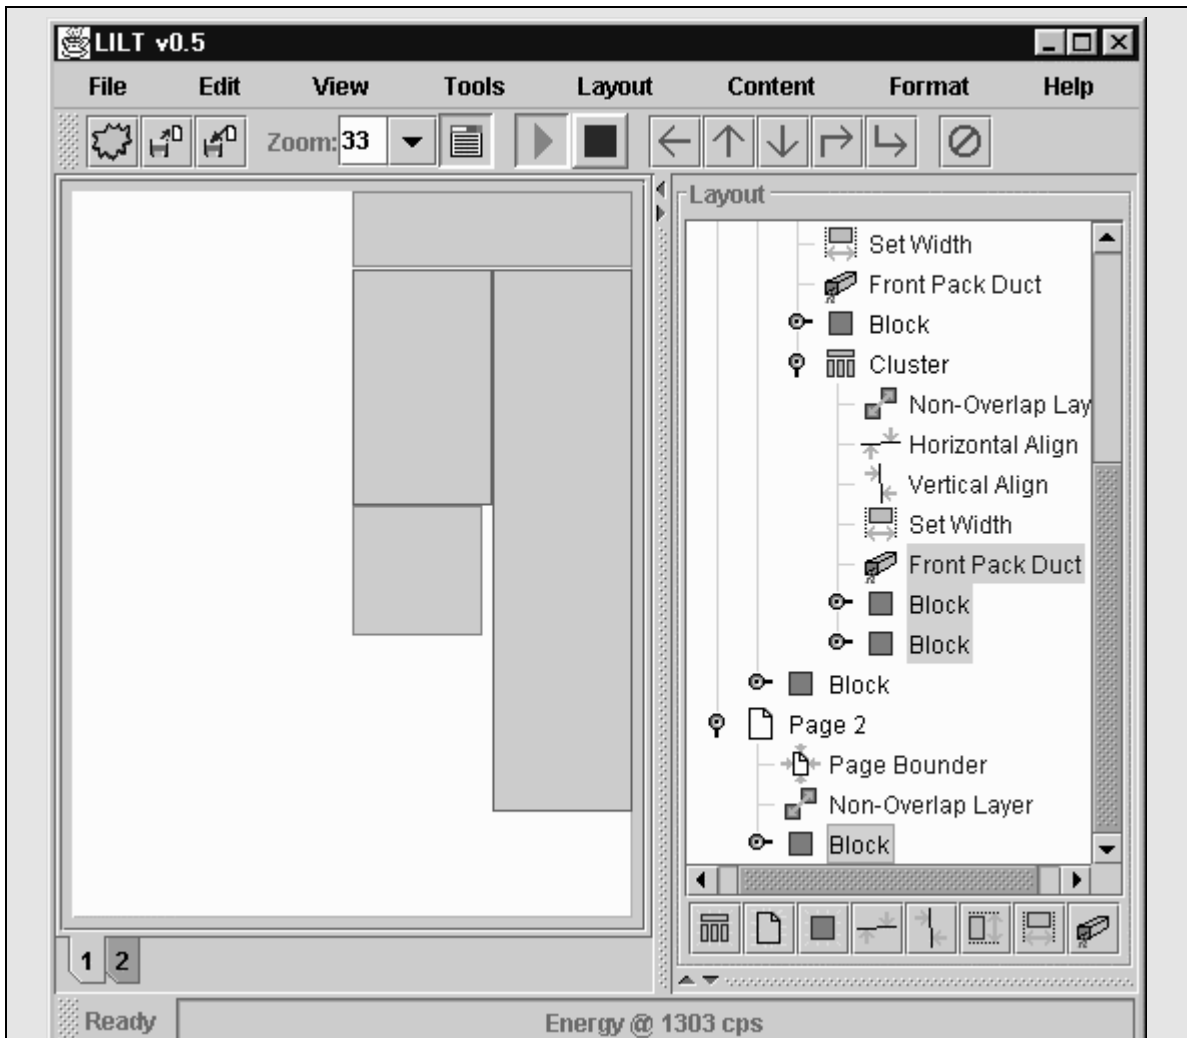 LILT v0.5
File Edit View Tools Layout Content Format Help
Zoom: 33
Layout
Set Width
Front Pack Duct
Block
Cluster
Non-Overlap Lay
Horizontal Align
Vertical Align
Set Width
Front Pack Duct
Block
Block
Block
Page 2
Page Bounder
Non-Overlap Layer
Block
1 2
Ready Energy @ 1303 cps